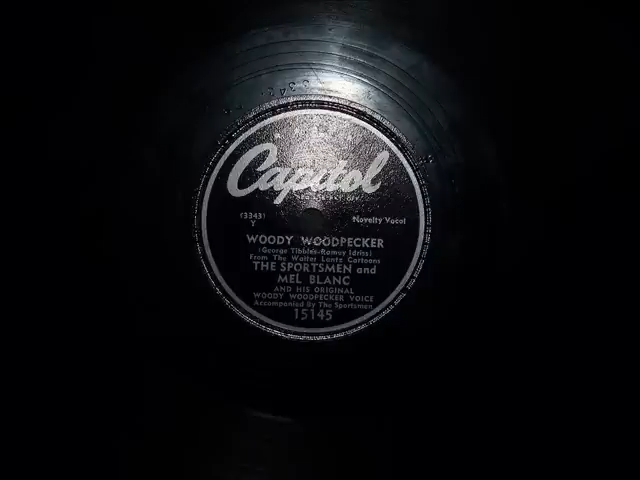 Capitol
(3343) Novelty Vocal
Y
WOODY WOODPECKER
(George Tibbles-Ramey Idriss)
From The Walter Lantz Cartoons
THE SPORTSMEN and
MEL BLANC
AND HIS ORIGINAL
WOODY WOODPECKER VOICE
Accompanied By The Sportsmen
15145